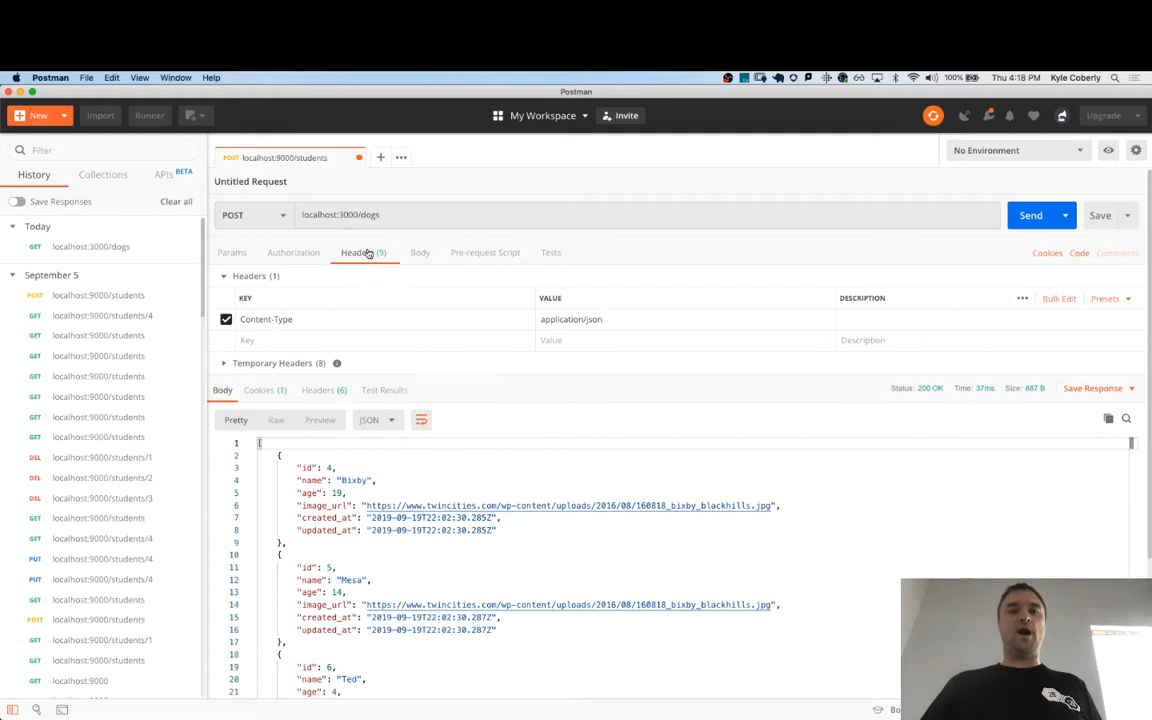 Postman File Edit View Window Help 100% Thu 4:18 PM Kyle Coberly
Postman
New Import Runner My Workspace Invite Upgrade
Filter
History Collections APIs BETA
Save Responses Clear all
Today
GET localhost:3000/dogs
September 5
POST localhost:9000/students
GET localhost:9000/students/4
GET localhost:9000/students
GET localhost:9000/students
GET localhost:9000/students
GET localhost:9000/students
GET localhost:9000/students
GET localhost:9000/students
DEL localhost:9000/students/1
DEL localhost:9000/students/2
DEL localhost:9000/students/3
GET localhost:9000/students
GET localhost:9000/students/4
PUT localhost:9000/students/4
PUT localhost:9000/students/4
GET localhost:9000/students
POST localhost:9000/students
GET localhost:9000/students/1
GET localhost:9000/students
GET localhost:9000
POST localhost:9000/students
No Environment
Untitled Request
POST localhost:3000/dogs Send Save
Params Authorization Headers (9) Body Pre-request Script Tests Cookies Code Comments
Headers (1)
KEY VALUE DESCRIPTION Bulk Edit Presets
Content-Type application/json
Key Value Description
Temporary Headers (8)
Body Cookies (1) Headers (6) Test Results Status: 200 OK Time: 37ms Size: 887 B Save Response
Pretty Raw Preview JSON
1 [
2 {
3 "id": 4,
4 "name": "Bixby",
5 "age": 19,
6 "image_url": "https://www.twincities.com/wp-content/uploads/2016/08/160818_bixby_blackhills.jpg",
7 "created_at": "2019-09-19T22:02:30.285Z",
8 "updated_at": "2019-09-19T22:02:30.285Z"
9 },
10 {
11 "id": 5,
12 "name": "Mesa",
13 "age": 14,
14 "image_url": "https://www.twincities.com/wp-content/uploads/2016/08/160818_bixby_blackhills.jpg",
15 "created_at": "2019-09-19T22:02:30.287Z",
16 "updated_at": "2019-09-19T22:02:30.287Z"
17 },
18 {
19 "id": 6,
20 "name": "Ted",
21 "age": 4,